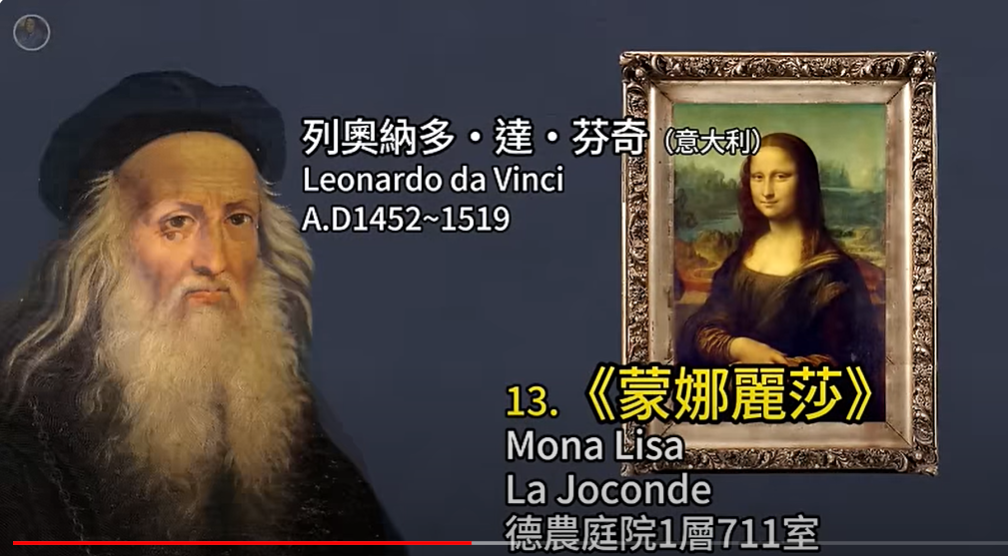 列奧納多·達·芬奇（意大利）
Leonardo da Vinci
A.D1452~1519
13.《蒙娜麗莎》
Mona Lisa
La Joconde
德農庭院1層711室